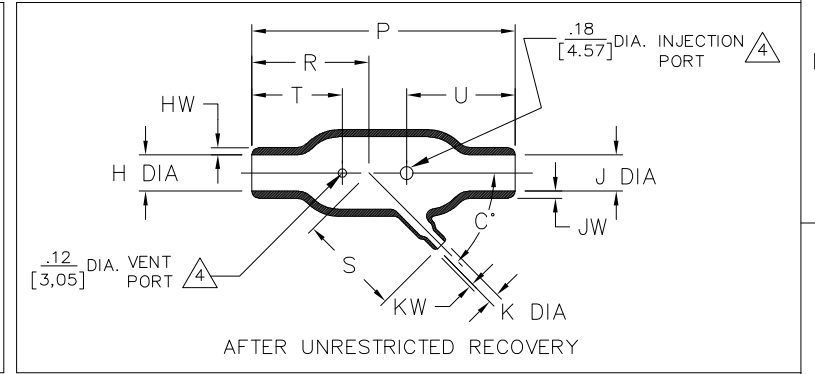 P
.18
[4.57]
DIA. INJECTION
PORT
4
R
T
U
HW
H DIA
J DIA
JW
C°
.12
[3,05]
DIA. VENT
PORT
4
S
KW
K DIA
AFTER UNRESTRICTED RECOVERY